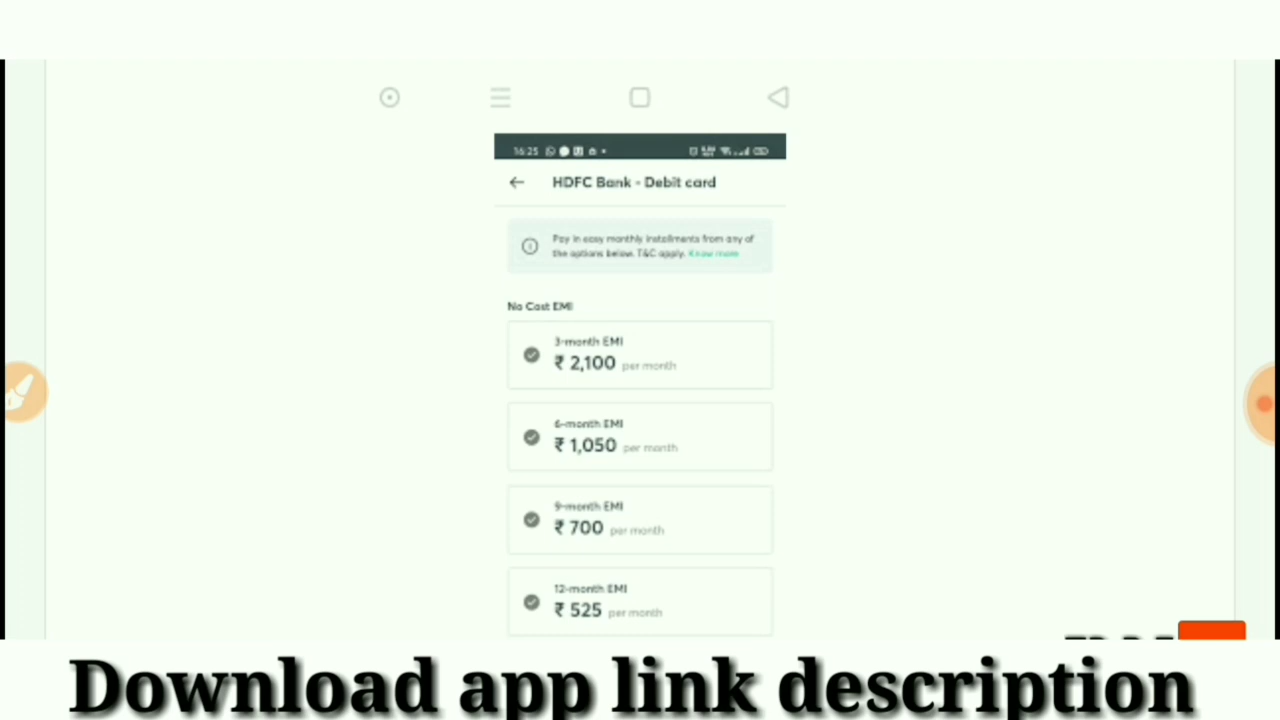 16:25
HDFC Bank - Debit card
Pay in easy monthly installments from any of
the options below. T&C apply. Know more
No Cost EMI
3-month EMI
₹ 2,100 per month
6-month EMI
₹ 1,050 per month
9-month EMI
₹ 700 per month
12-month EMI
₹ 525 per month
Download app link description